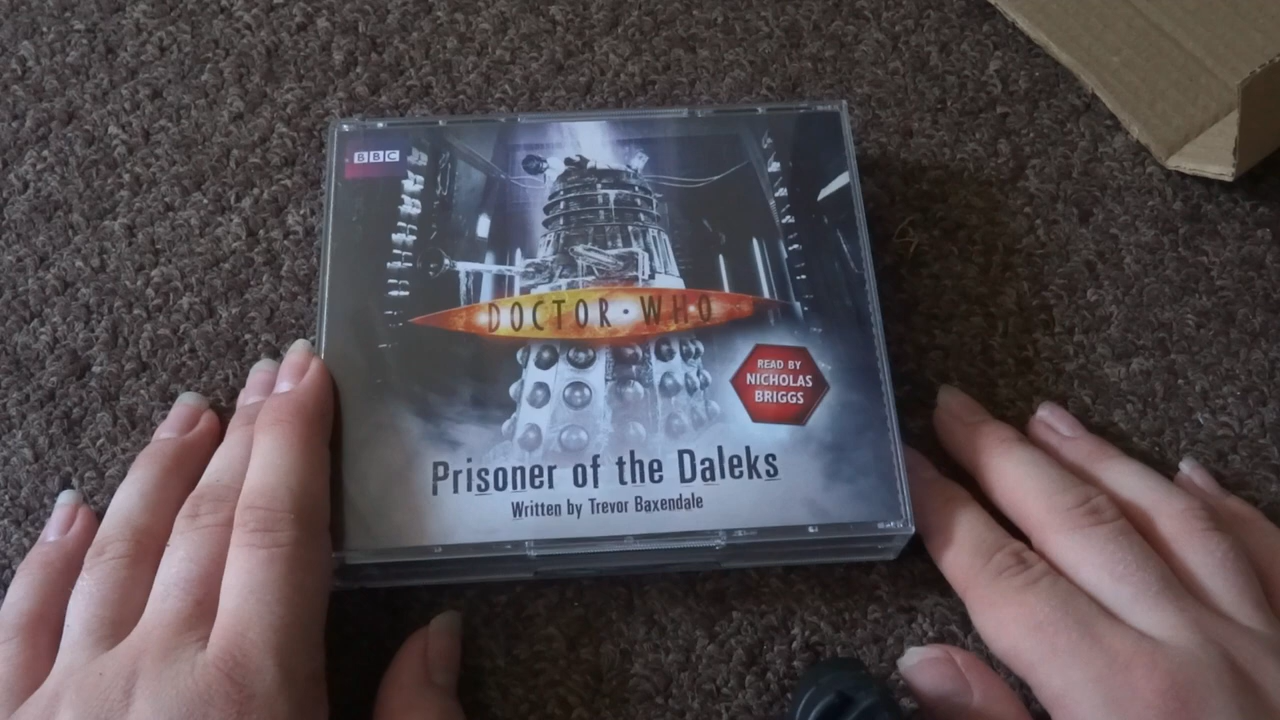 BBC
DOCTOR · WHO
READ BY
NICHOLAS
BRIGGS
Prisoner of the Daleks
Written by Trevor Baxendale